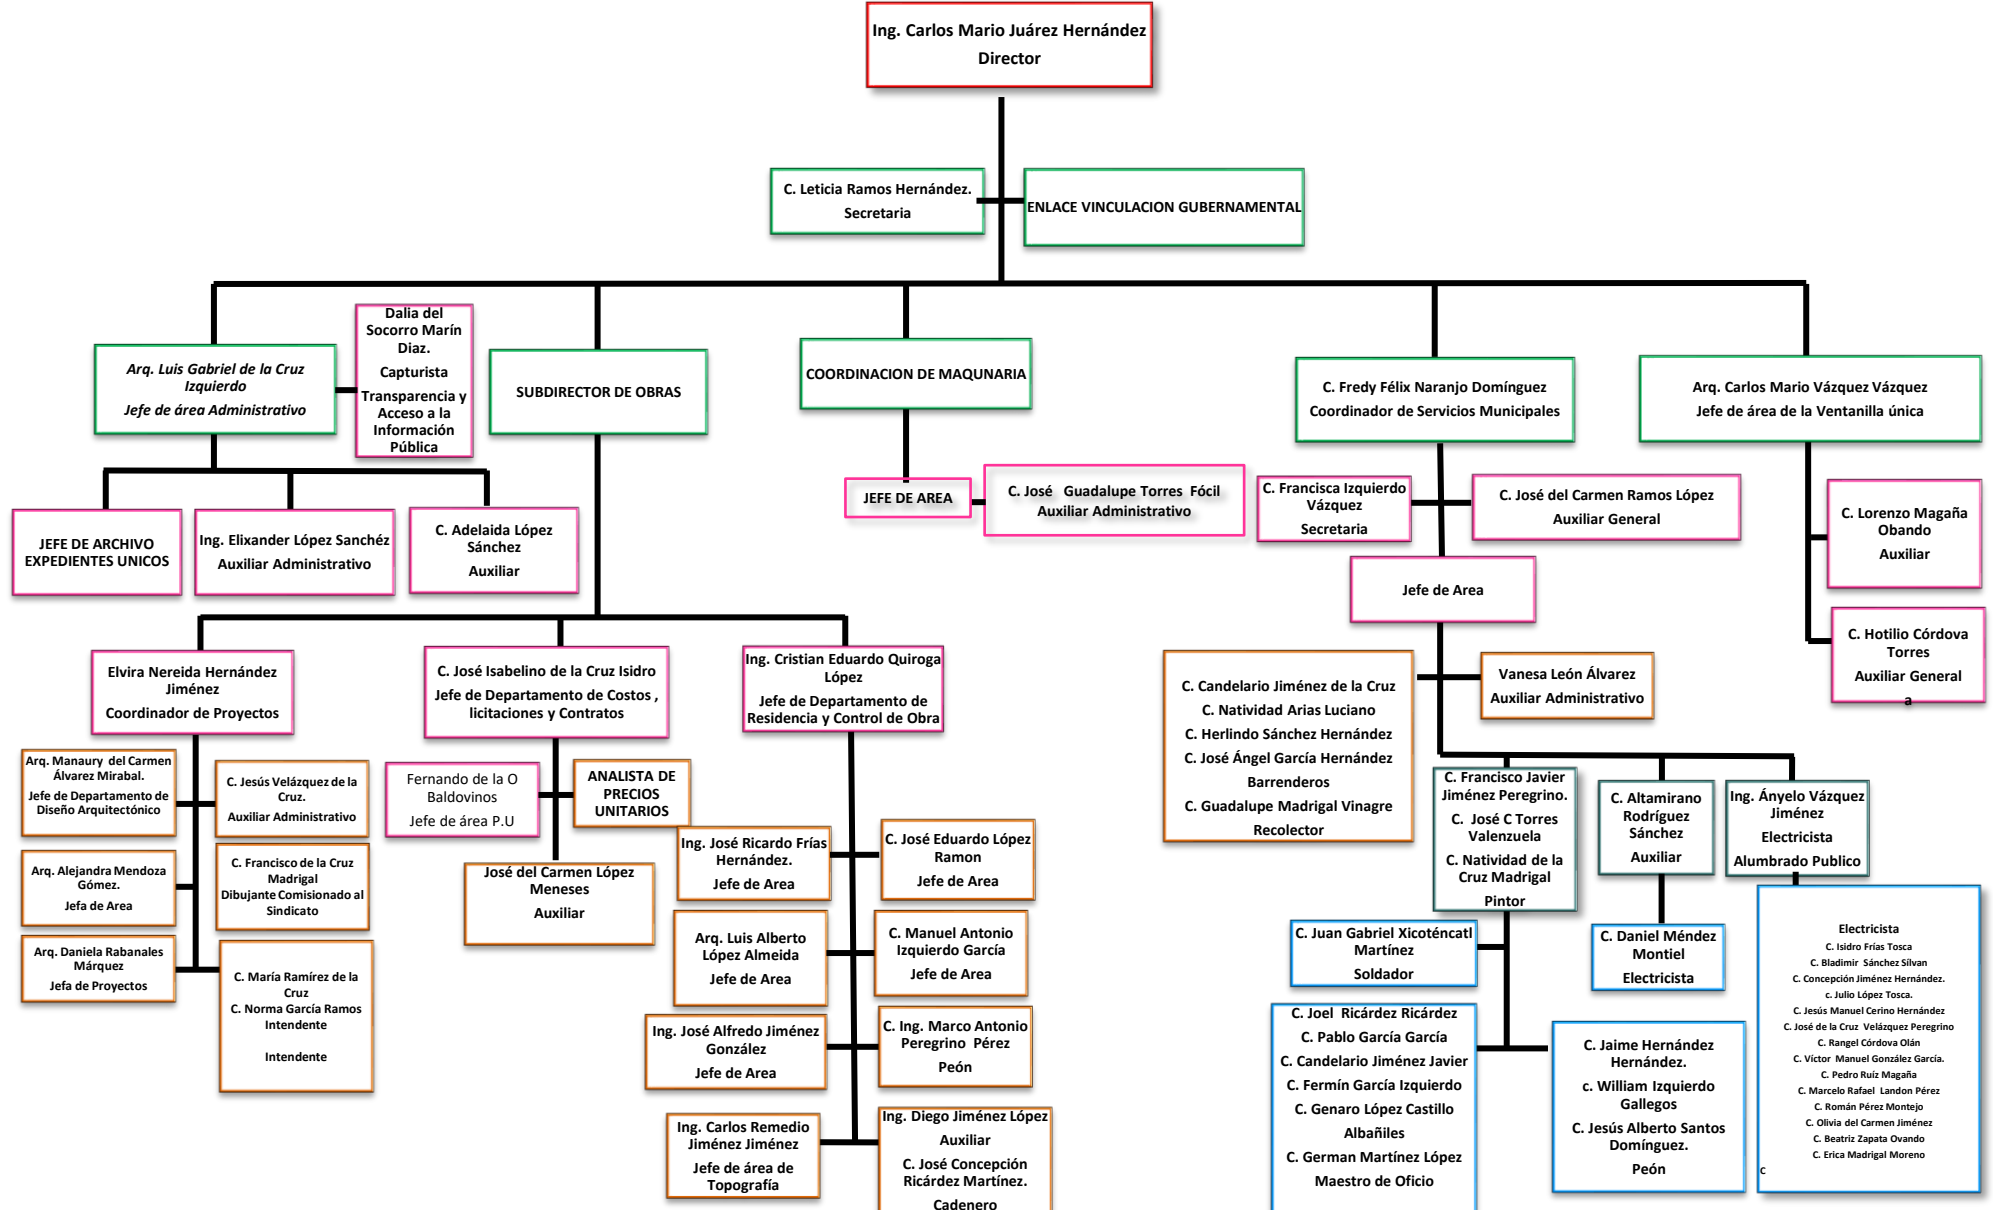 Ing. Carlos Mario Juárez Hernández
Director
C. Leticia Ramos Hernández.
Secretaria
ENLACE VINCULACION GUBERNAMENTAL
Arq. Luis Gabriel de la Cruz
Izquierdo
Jefe de área Administrativo
Dalia del
Socorro Marín
Diaz.
Capturista
Transparencia y
Acceso a la
Información
Pública
SUBDIRECTOR DE OBRAS
COORDINACION DE MAQUNARIA
C. Fredy Félix Naranjo Domínguez
Coordinador de Servicios Municipales
Arq. Carlos Mario Vázquez Vázquez
Jefe de área de la Ventanilla única
JEFE DE ARCHIVO
EXPEDIENTES UNICOS
Ing. Elixander López Sanchéz
Auxiliar Administrativo
C. Adelaida López
Sánchez
Auxiliar
JEFE DE AREA
C. José   Guadalupe Torres  Fócil
Auxiliar Administrativo
C. Francisca Izquierdo
Vázquez
Secretaria
C. José del Carmen Ramos López
Auxiliar General
C. Lorenzo Magaña
Obando
Auxiliar
Jefe de Area
C. Hotilio Córdova
Torres
Auxiliar General
a
Elvira Nereida Hernández
Jiménez
Coordinador de Proyectos
C. José Isabelino de la Cruz Isidro
Jefe de Departamento de Costos ,
licitaciones y Contratos
Ing. Cristian Eduardo Quiroga
López
Jefe de Departamento de
Residencia y Control de Obra
C. Candelario Jiménez de la Cruz
C. Natividad Arias Luciano
C. Herlindo Sánchez Hernández
C. José Ángel García Hernández
Barrenderos
C. Guadalupe Madrigal Vinagre
Recolector
Vanesa León Álvarez
Auxiliar Administrativo
Arq. Manaury  del Carmen
Álvarez Mirabal.
Jefe de Departamento de
Diseño Arquitectónico
C. Jesús Velázquez de la
Cruz.
Auxiliar Administrativo
Fernando de la O
Baldovinos
Jefe de área P.U
ANALISTA DE
PRECIOS
UNITARIOS
C. Francisco Javier
Jiménez Peregrino.
C.  José C Torres
Valenzuela
C. Natividad de la
Cruz Madrigal
Pintor
C. Altamirano
Rodríguez
Sánchez
Auxiliar
Ing. Ányelo Vázquez
Jiménez
Electricista
Alumbrado Publico
Arq. Alejandra Mendoza
Gómez.
Jefa de Area
C. Francisco de la Cruz
Madrigal
Dibujante Comisionado al
Sindicato
José del Carmen López
Meneses
Auxiliar
Ing. José Ricardo Frías
Hernández.
Jefe de Area
C. José Eduardo López
Ramon
Jefe de Area
Arq. Daniela Rabanales
Márquez
Jefa de Proyectos
C. María Ramírez de la
Cruz
C. Norma García Ramos
Intendente
Intendente
Arq. Luis Alberto
López Almeida
Jefe de Area
C. Manuel Antonio
Izquierdo García
Jefe de Area
C. Juan Gabriel Xicoténcatl
Martínez
Soldador
C. Daniel Méndez
Montiel
Electricista
Electricista
C. Isidro Frías Tosca
C. Bladimir  Sánchez Sílvan
C. Concepción Jiménez Hernández.
c. Julio López Tosca.
C. Jesús Manuel Cerino Hernández
C. José de la Cruz  Velázquez Peregrino
C. Rangel Córdova Olán
C. Víctor  Manuel González García.
C. Pedro Ruíz Magaña
C. Marcelo Rafael  Landon Pérez
C. Román Pérez Montejo
C. Olivia del Carmen Jiménez
C. Beatriz Zapata Ovando
C. Erica Madrigal Moreno
c
Ing. José Alfredo Jiménez
González
Jefe de Area
C. Ing. Marco Antonio
Peregrino  Pérez
Peón
C. Joel  Ricárdez Ricárdez
C. Pablo García García
C. Candelario Jiménez Javier
C. Fermín García Izquierdo
C. Genaro López Castillo
Albañiles
C. German Martínez López
Maestro de Oficio
C. Jaime Hernández
Hernández.
c. William Izquierdo
Gallegos
C. Jesús Alberto Santos
Domínguez.
Peón
Ing. Carlos Remedio
Jiménez Jiménez
Jefe de área de
Topografía
Ing. Diego Jiménez López
Auxiliar
C. José Concepción
Ricárdez Martínez.
Cadenero